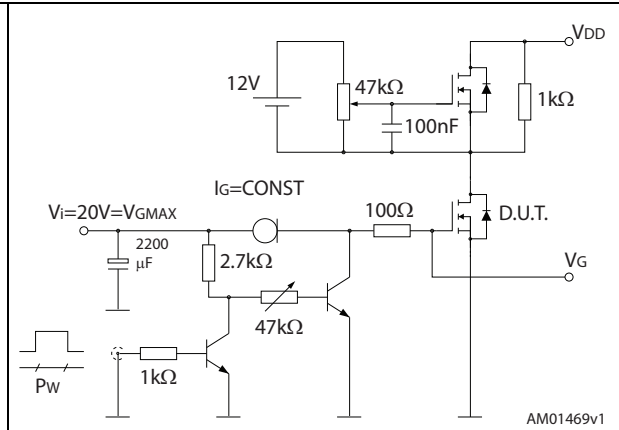 VDD
12V
47kΩ
1kΩ
100nF
IG=CONST
Vi=20V=VGMAX
100Ω
D.U.T.
2200
μF
2.7kΩ
VG
47kΩ
1kΩ
PW
AM01469v1